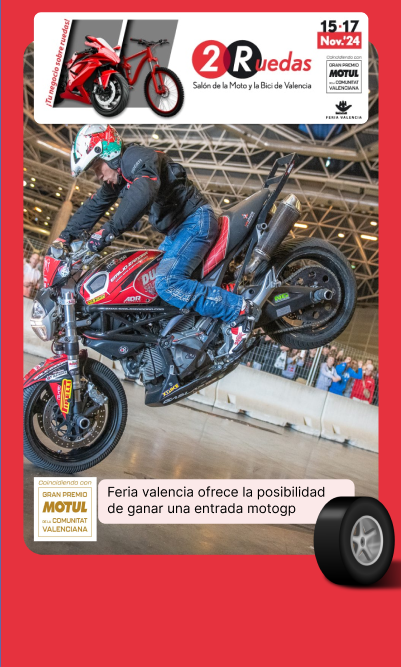 ¡Tu negocio sobre ruedas!
2Ruedas
Salón de la Moto y la Bici de Valencia
15·17
Nov.'24
Coincidiendo con
GRAN PREMIO
MOTUL
DE LA COMUNITAT
VALENCIANA
FERIA VALENCIA
DU
PIRELLI
Coincidiendo con
GRAN PREMIO
MOTUL
DE LA COMUNITAT
VALENCIANA
Feria valencia ofrece la posibilidad
de ganar una entrada motogp